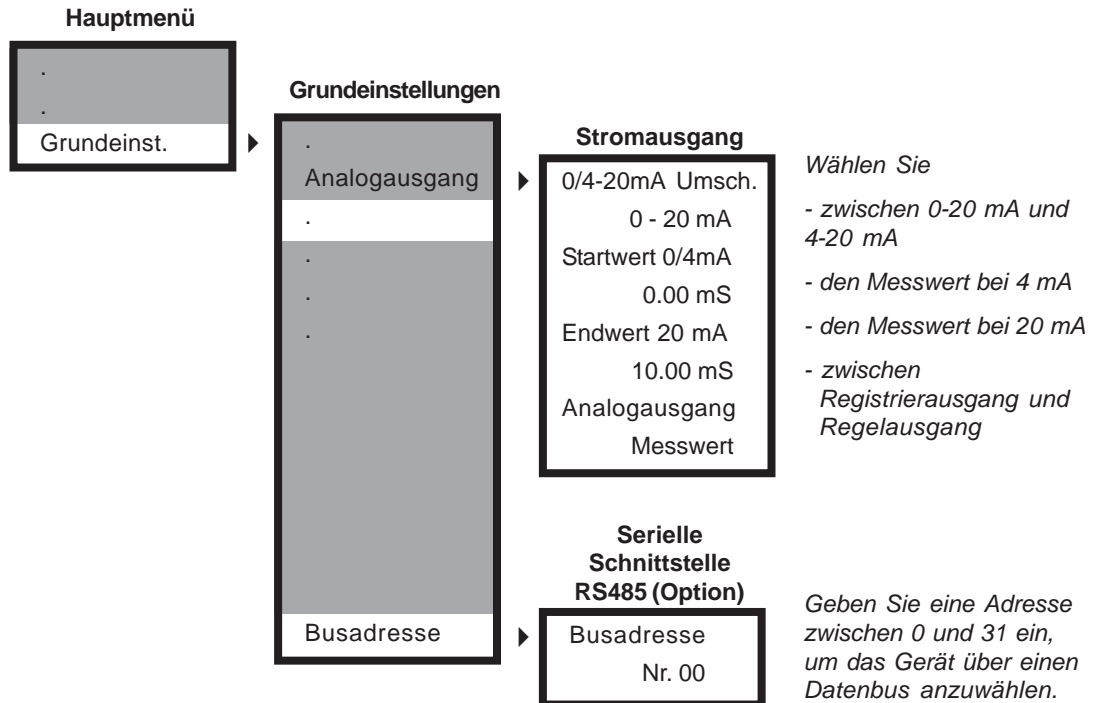 Hauptmenü
.
.
Grundeinst.
Grundeinstellungen
.
Analogausgang
.
.
.
.
Busadresse
Stromausgang
0/4-20mA Umsch.
0 - 20 mA
Startwert 0/4mA
0.00 mS
Endwert 20 mA
10.00 mS
Analogausgang
Messwert
Wählen Sie
- zwischen 0-20 mA und
4-20 mA
- den Messwert bei 4 mA
- den Messwert bei 20 mA
- zwischen
Registrierausgang und
Regelausgang
Serielle
Schnittstelle
RS485 (Option)
Busadresse
Nr. 00
Geben Sie eine Adresse
zwischen 0 und 31 ein,
um das Gerät über einen
Datenbus anzuwählen.